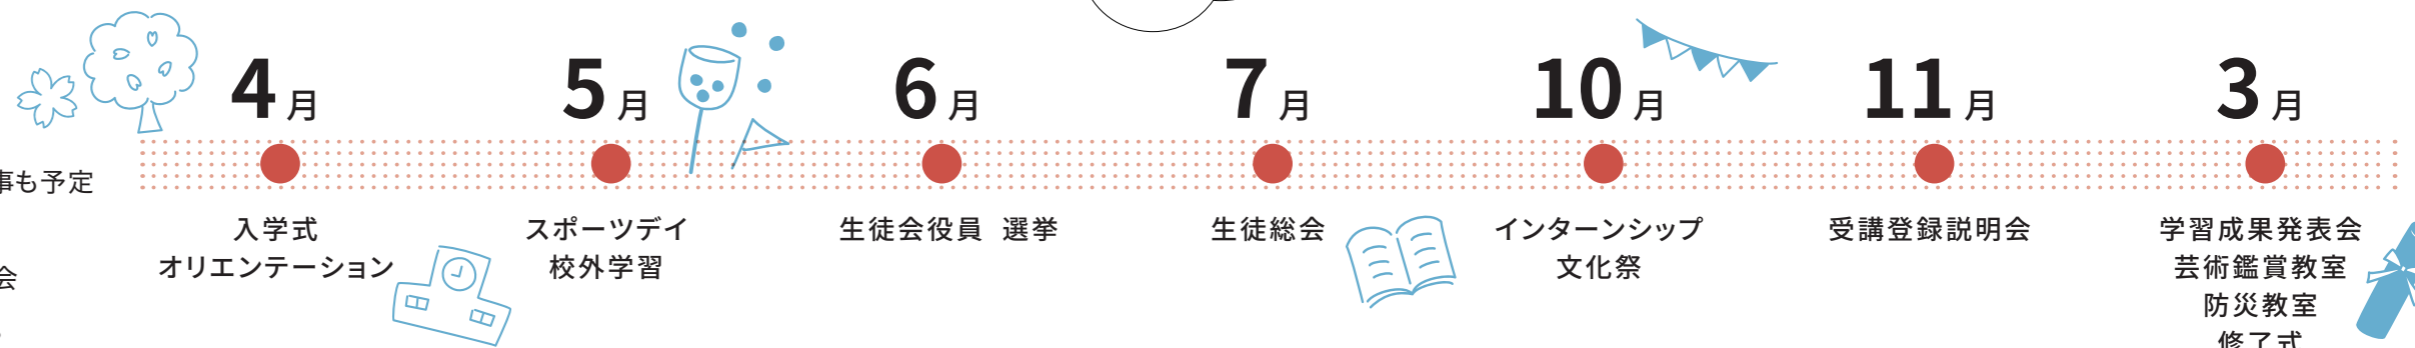 4月
5月
6月
7月
10月
11月
3月
事も予定
入学式
オリエンテーション
スポーツデイ
校外学習
生徒会役員 選挙
生徒総会
インターンシップ
文化祭
受講登録説明会
学習成果発表会
芸術鑑賞教室
防災教室
修了式
会